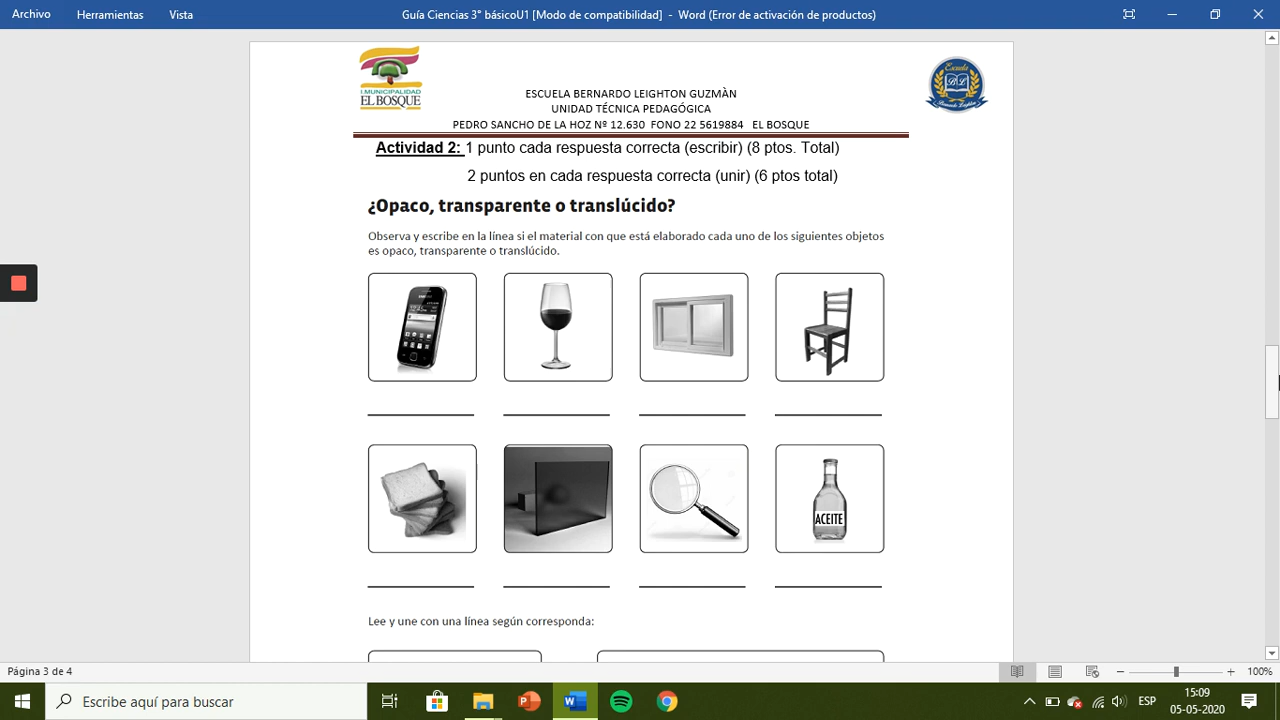 Archivo Herramientas Vista Guía Ciencias 3° básicoU1 [Modo de compatibilidad] - Word (Error de activación de productos)
I.MUNICIPALIDAD
EL BOSQUE
Escuela
BL
Bernardo Leighton
ESCUELA BERNARDO LEIGHTON GUZMÀN
UNIDAD TÉCNICA PEDAGÓGICA
PEDRO SANCHO DE LA HOZ Nº 12.630 FONO 22 5619884 EL BOSQUE
Actividad 2: 1 punto cada respuesta correcta (escribir) (8 ptos. Total)
2 puntos en cada respuesta correcta (unir) (6 ptos total)
¿Opaco, transparente o translúcido?
Observa y escribe en la línea si el material con que está elaborado cada uno de los siguientes objetos
es opaco, transparente o translúcido.
ACEITE
Lee y une con una línea según corresponda:
Página 3 de 4 100%
Escribe aquí para buscar ESP 15:09
05-05-2020